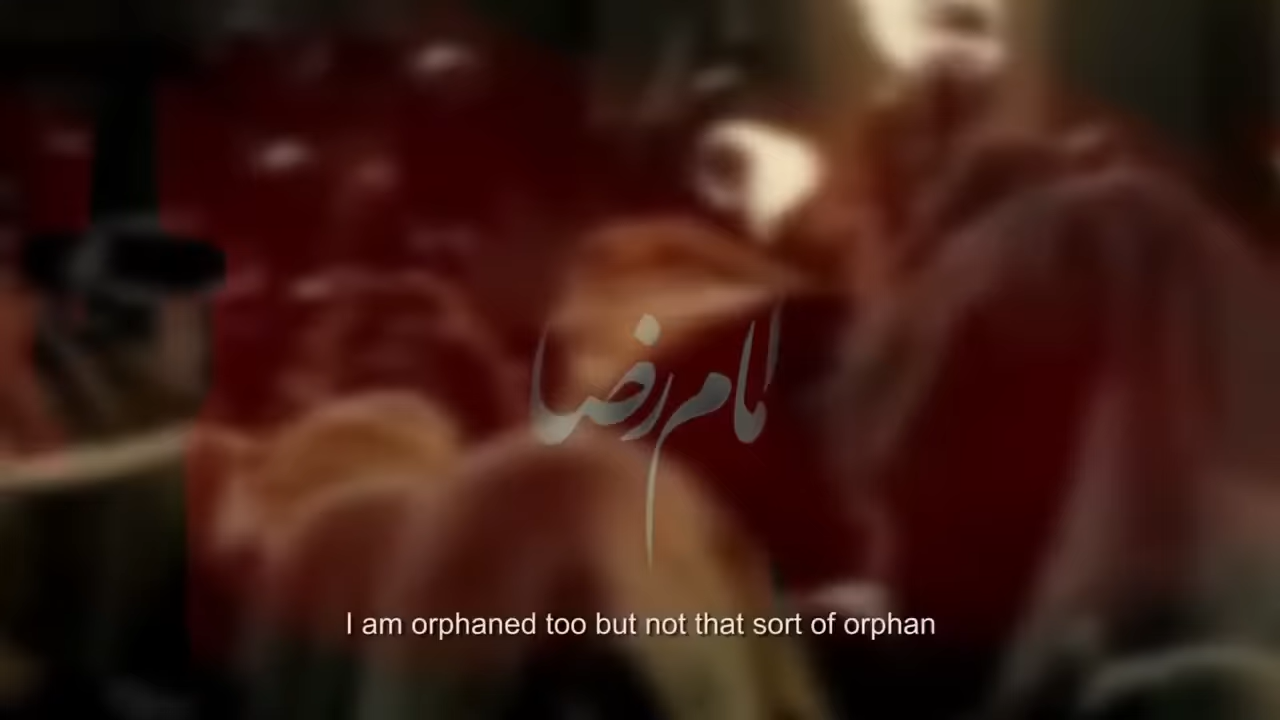 امام رضا
I am orphaned too but not that sort of orphan